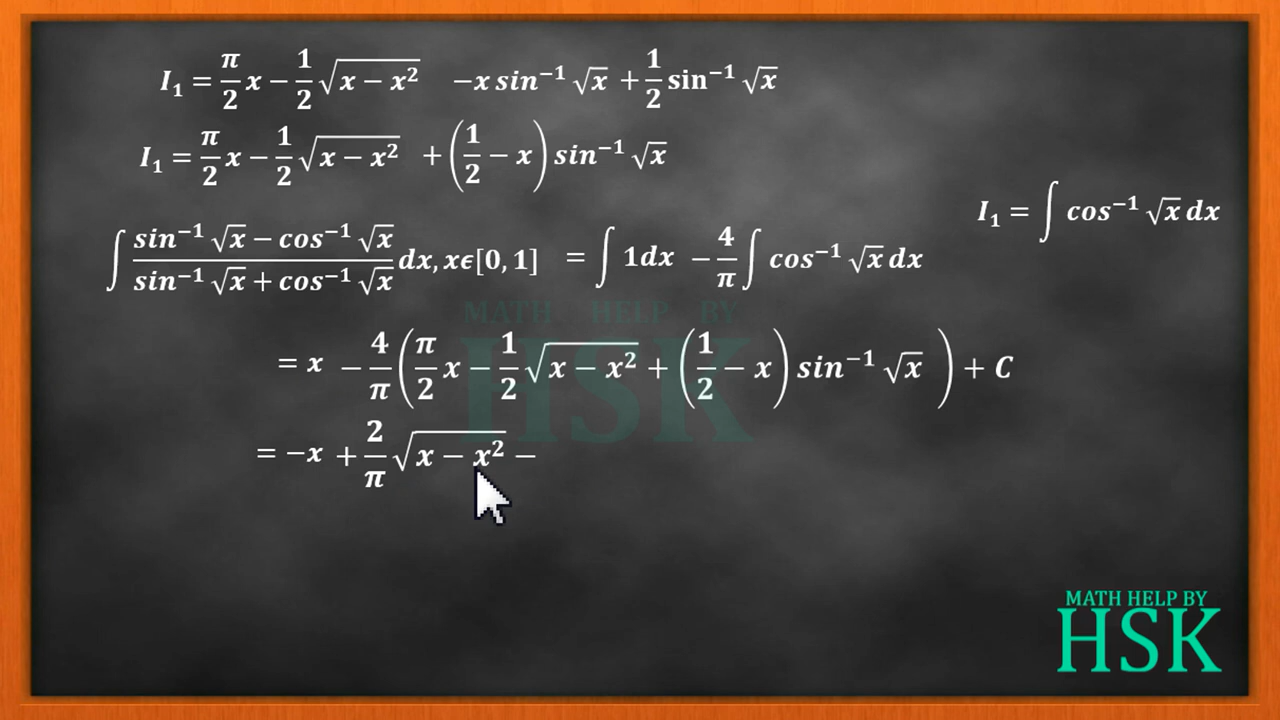 I₁ = π/2 x − 1/2 √(x − x²) −x sin⁻¹ √x + 1/2 sin⁻¹ √x
I₁ = π/2 x − 1/2 √(x − x²) + (1/2 − x) sin⁻¹ √x
I₁ = ∫ cos⁻¹ √x dx
∫ (sin⁻¹ √x − cos⁻¹ √x)/(sin⁻¹ √x + cos⁻¹ √x) dx, xϵ[0, 1] = ∫ 1dx − 4/π ∫ cos⁻¹ √x dx
MATH HELP BY
HSK
= x − 4/π (π/2 x − 1/2 √(x − x²) + (1/2 − x) sin⁻¹ √x ) + C
= −x + 2/π √(x − x²) −
MATH HELP BY
HSK